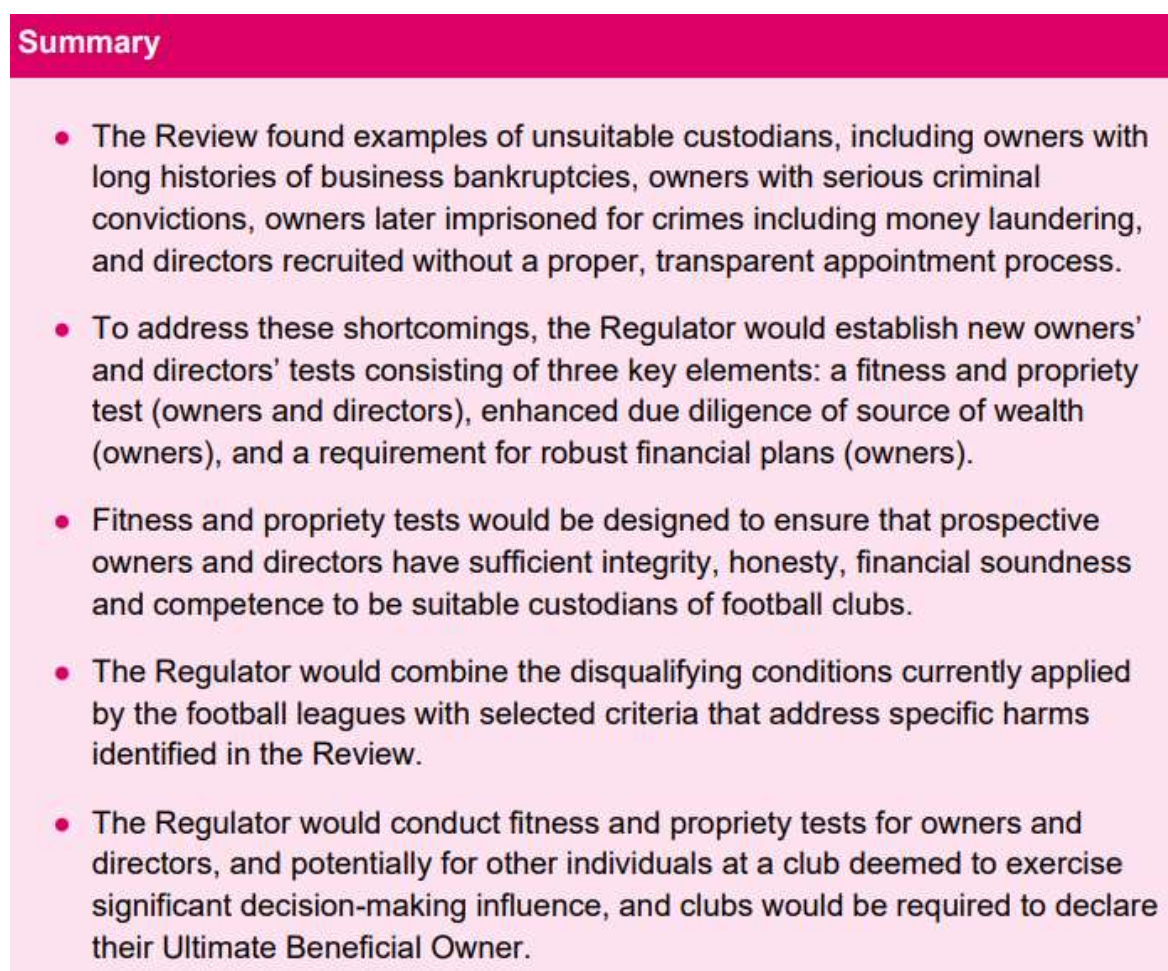 Summary
● The Review found examples of unsuitable custodians, including owners with
long histories of business bankruptcies, owners with serious criminal
convictions, owners later imprisoned for crimes including money laundering,
and directors recruited without a proper, transparent appointment process.
● To address these shortcomings, the Regulator would establish new owners’
and directors’ tests consisting of three key elements: a fitness and propriety
test (owners and directors), enhanced due diligence of source of wealth
(owners), and a requirement for robust financial plans (owners).
● Fitness and propriety tests would be designed to ensure that prospective
owners and directors have sufficient integrity, honesty, financial soundness
and competence to be suitable custodians of football clubs.
● The Regulator would combine the disqualifying conditions currently applied
by the football leagues with selected criteria that address specific harms
identified in the Review.
● The Regulator would conduct fitness and propriety tests for owners and
directors, and potentially for other individuals at a club deemed to exercise
significant decision-making influence, and clubs would be required to declare
their Ultimate Beneficial Owner.